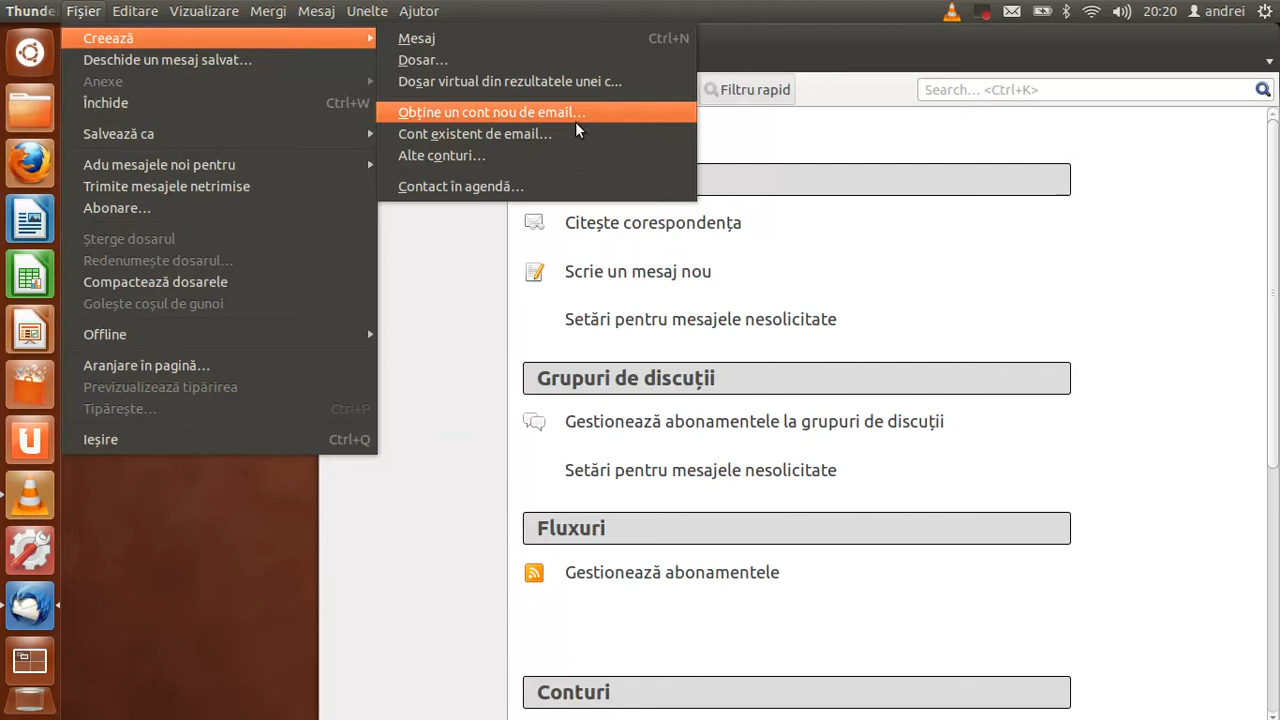 Thunde Fișier Editare Vizualizare Mergi Mesaj Unelte Ajutor 20:20 andrei
Creează
Deschide un mesaj salvat...
Anexe
Închide Ctrl+W
Salvează ca
Adu mesajele noi pentru
Trimite mesajele netrimise
Abonare...
Șterge dosarul
Redenumește dosarul...
Compactează dosarele
Golește coșul de gunoi
Offline
Aranjare în pagină...
Previzualizează tipărirea
Tipărește... Ctrl+P
Ieșire Ctrl+Q
Mesaj Ctrl+N
Dosar...
Dosar virtual din rezultatele unei c...
Obține un cont nou de email...
Cont existent de email...
Alte conturi...
Contact în agendă...
Filtru rapid
Search... <Ctrl+K>
Citește corespondența
Scrie un mesaj nou
Setări pentru mesajele nesolicitate
Grupuri de discuții
Gestionează abonamentele la grupuri de discuții
Setări pentru mesajele nesolicitate
Fluxuri
Gestionează abonamentele
Conturi